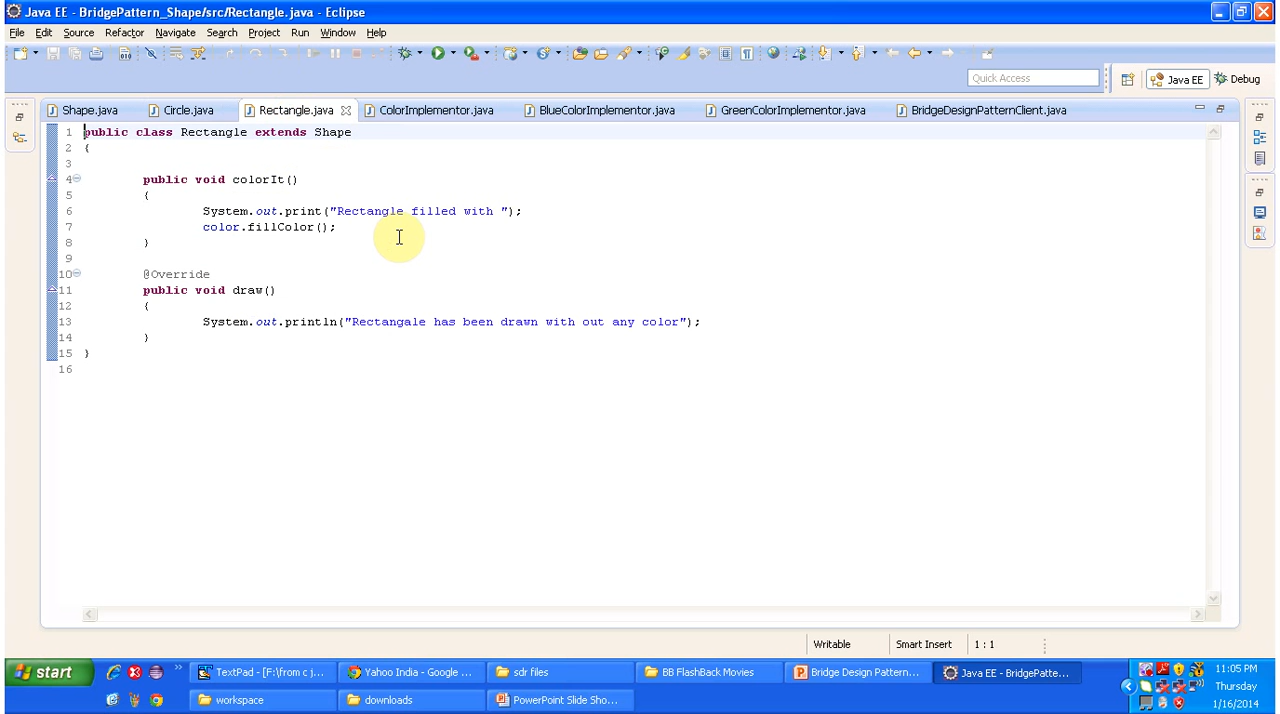 Java EE - BridgePattern_Shape/src/Rectangle.java - Eclipse
File Edit Source Refactor Navigate Search Project Run Window Help
Quick Access Java EE Debug
Shape.java Circle.java Rectangle.java ColorImplementor.java BlueColorImplementor.java GreenColorImplementor.java BridgeDesignPatternClient.java
1 public class Rectangle extends Shape
2 {
3
4 public void colorIt()
5 {
6 System.out.print("Rectangle filled with ");
7 color.fillColor();
8 }
9
10 @Override
11 public void draw()
12 {
13 System.out.println("Rectangale has been drawn with out any color");
14 }
15 }
16
Writable Smart Insert 1 : 1
start TextPad - [F:\from c j... Yahoo India - Google ... sdr files BB FlashBack Movies Bridge Design Pattern... Java EE - BridgePatte... 11:05 PM
Thursday
workspace downloads PowerPoint Slide Sho... 1/16/2014